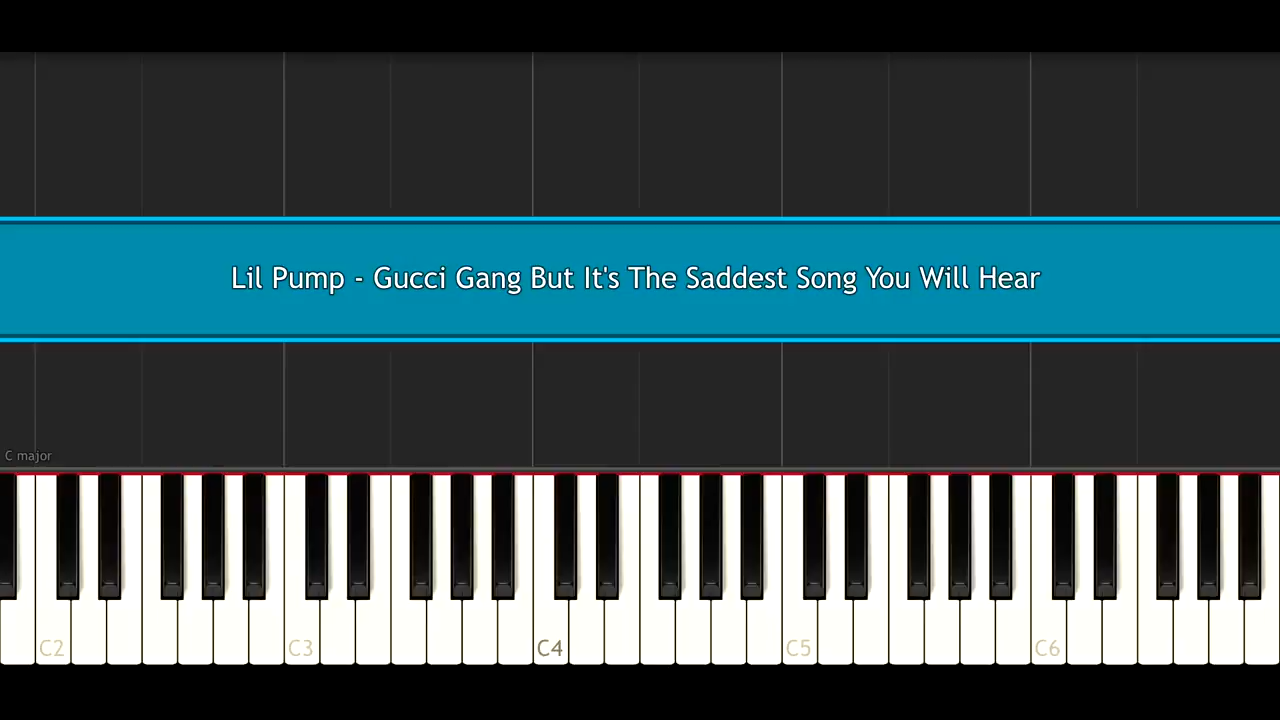 Lil Pump - Gucci Gang But It's The Saddest Song You Will Hear
C major
C2 C3 C4 C5 C6